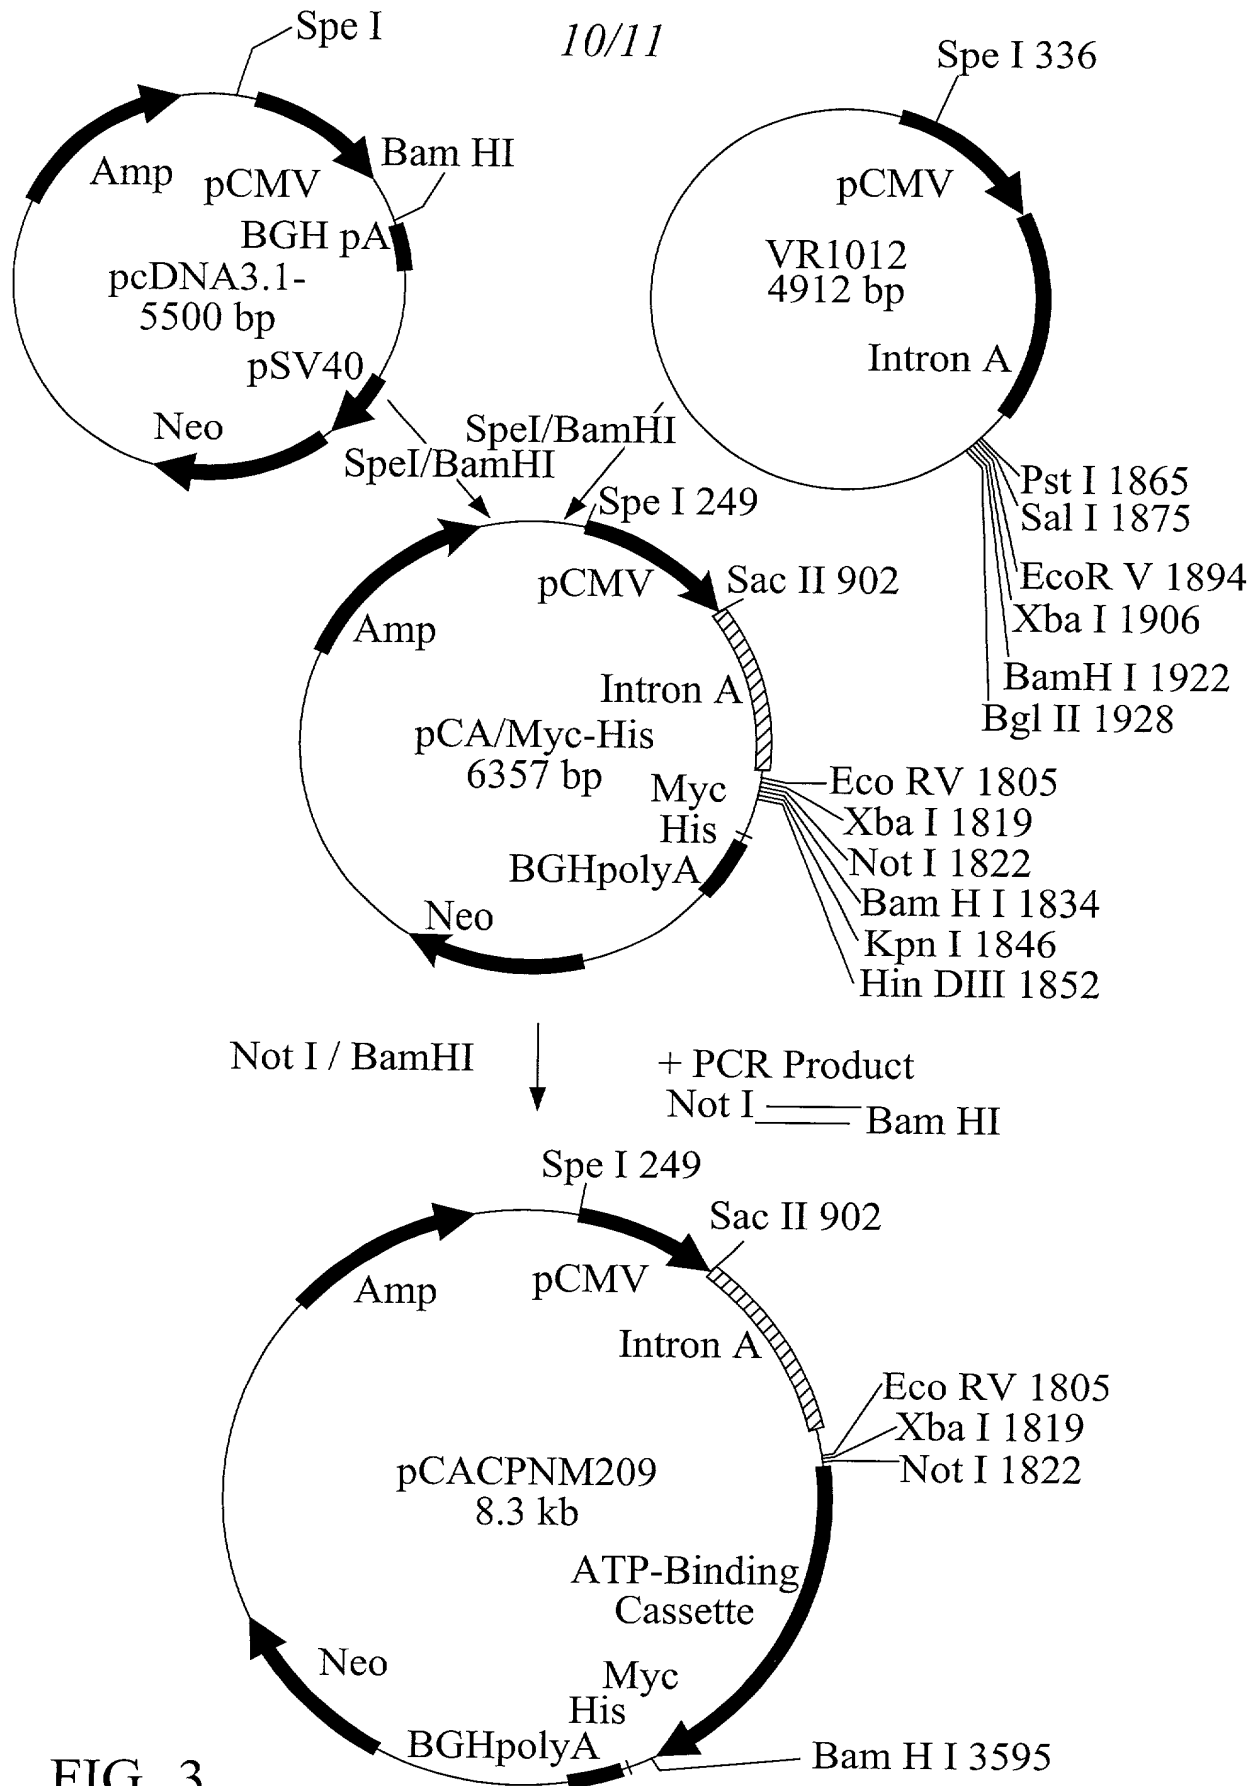 10/11
Spe I
Amp
pCMV
Bam HI
BGH pA
pcDNA3.1-
5500 bp
pSV40
Neo
SpeI/BamHI
Spe I 336
pCMV
VR1012
4912 bp
Intron A
SpeI/BamHI
Pst I 1865
Sal I 1875
EcoR V 1894
Xba I 1906
BamH I 1922
Bgl II 1928
Spe I 249
pCMV
Sac II 902
Amp
Intron A
pCA/Myc-His
6357 bp
Myc
His
BGHpolyA
Neo
Eco RV 1805
Xba I 1819
Not I 1822
Bam H I 1834
Kpn I 1846
Hin DIII 1852
Not I / BamHI
+ PCR Product
Not I
Bam HI
Spe I 249
Sac II 902
Amp
pCMV
Intron A
Eco RV 1805
Xba I 1819
Not I 1822
pCACPNM209
8.3 kb
ATP-Binding
Cassette
Neo
Myc
His
BGHpolyA
Bam H I 3595
FIG. 3